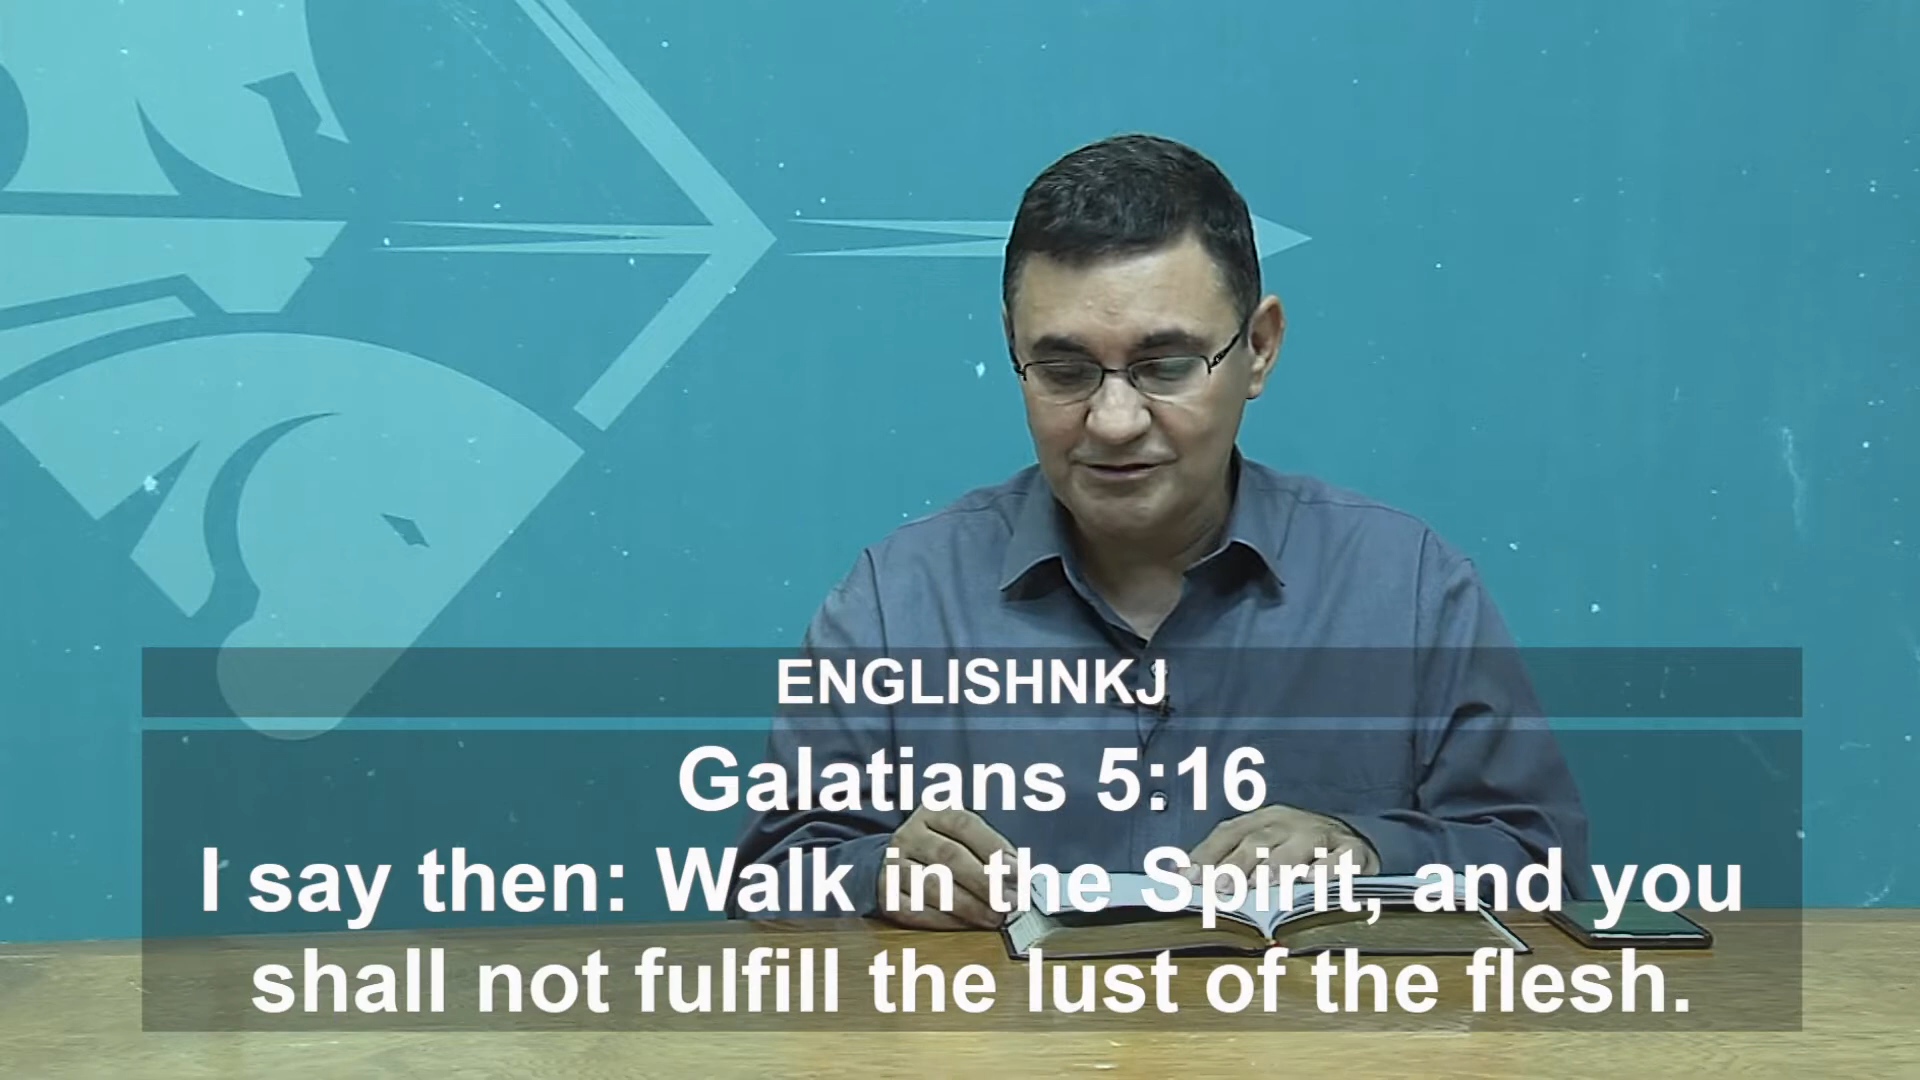 ENGLISHNKJ
Galatians 5:16
I say then: Walk in the Spirit, and you
shall not fulfill the lust of the flesh.